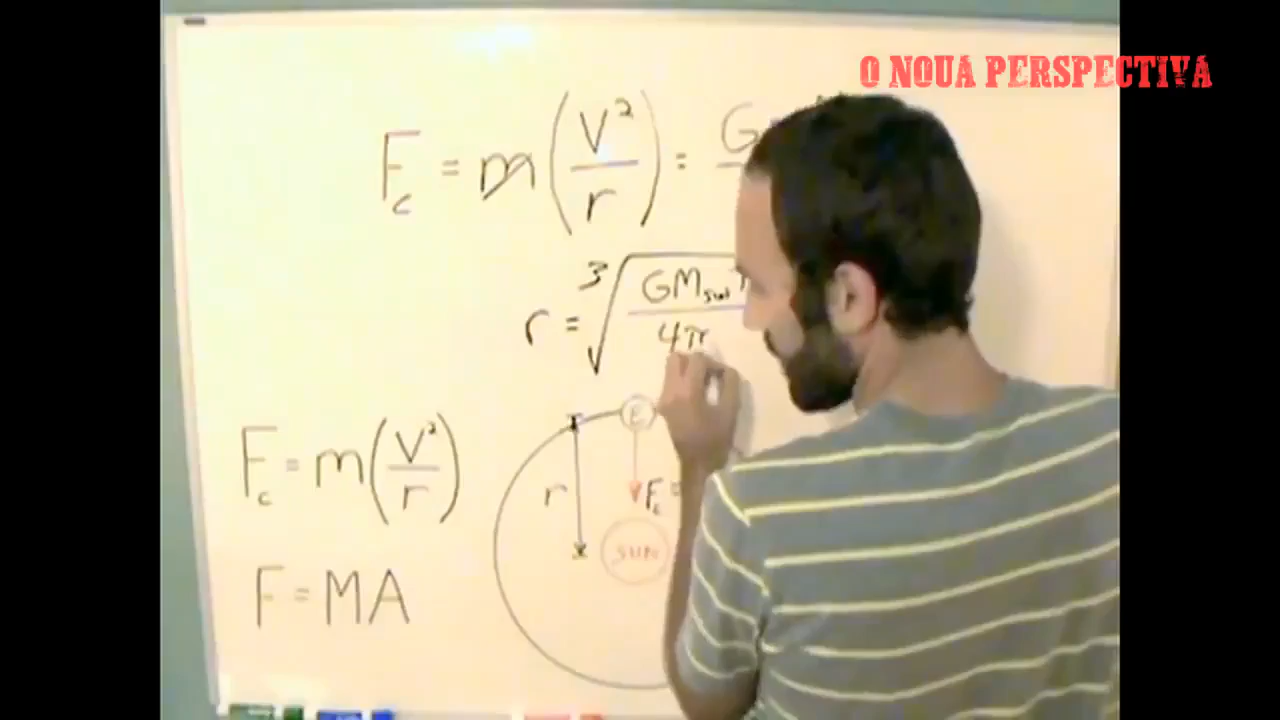 O NOUA PERSPECTIVA
F_c = m(V²/r) = G
r = ³√(GM_sun / 4π
E
F_c = m(V²/r)
r
F_c =
SUN
F = MA